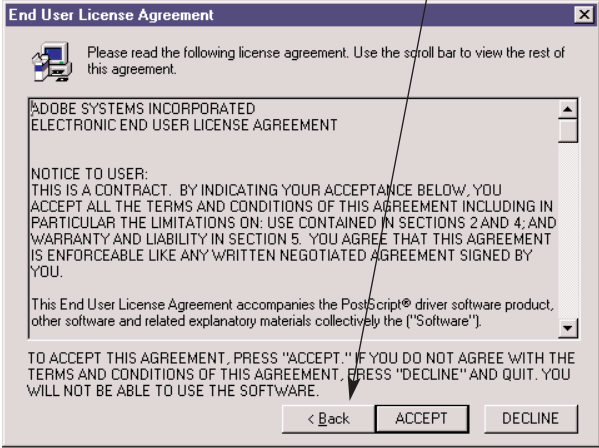 End User License Agreement
Please read the following license agreement. Use the scroll bar to view the rest of
this agreement.
ADOBE SYSTEMS INCORPORATED
ELECTRONIC END USER LICENSE AGREEMENT
NOTICE TO USER:
THIS IS A CONTRACT. BY INDICATING YOUR ACCEPTANCE BELOW, YOU
ACCEPT ALL THE TERMS AND CONDITIONS OF THIS AGREEMENT INCLUDING IN
PARTICULAR THE LIMITATIONS ON: USE CONTAINED IN SECTIONS 2 AND 4; AND
WARRANTY AND LIABILITY IN SECTION 5. YOU AGREE THAT THIS AGREEMENT
IS ENFORCEABLE LIKE ANY WRITTEN NEGOTIATED AGREEMENT SIGNED BY
YOU.
This End User License Agreement accompanies the PostScript® driver software product,
other software and related explanatory materials collectively the ("Software").
TO ACCEPT THIS AGREEMENT, PRESS "ACCEPT." IF YOU DO NOT AGREE WITH THE
TERMS AND CONDITIONS OF THIS AGREEMENT, PRESS "DECLINE" AND QUIT. YOU
WILL NOT BE ABLE TO USE THE SOFTWARE.
< Back ACCEPT DECLINE